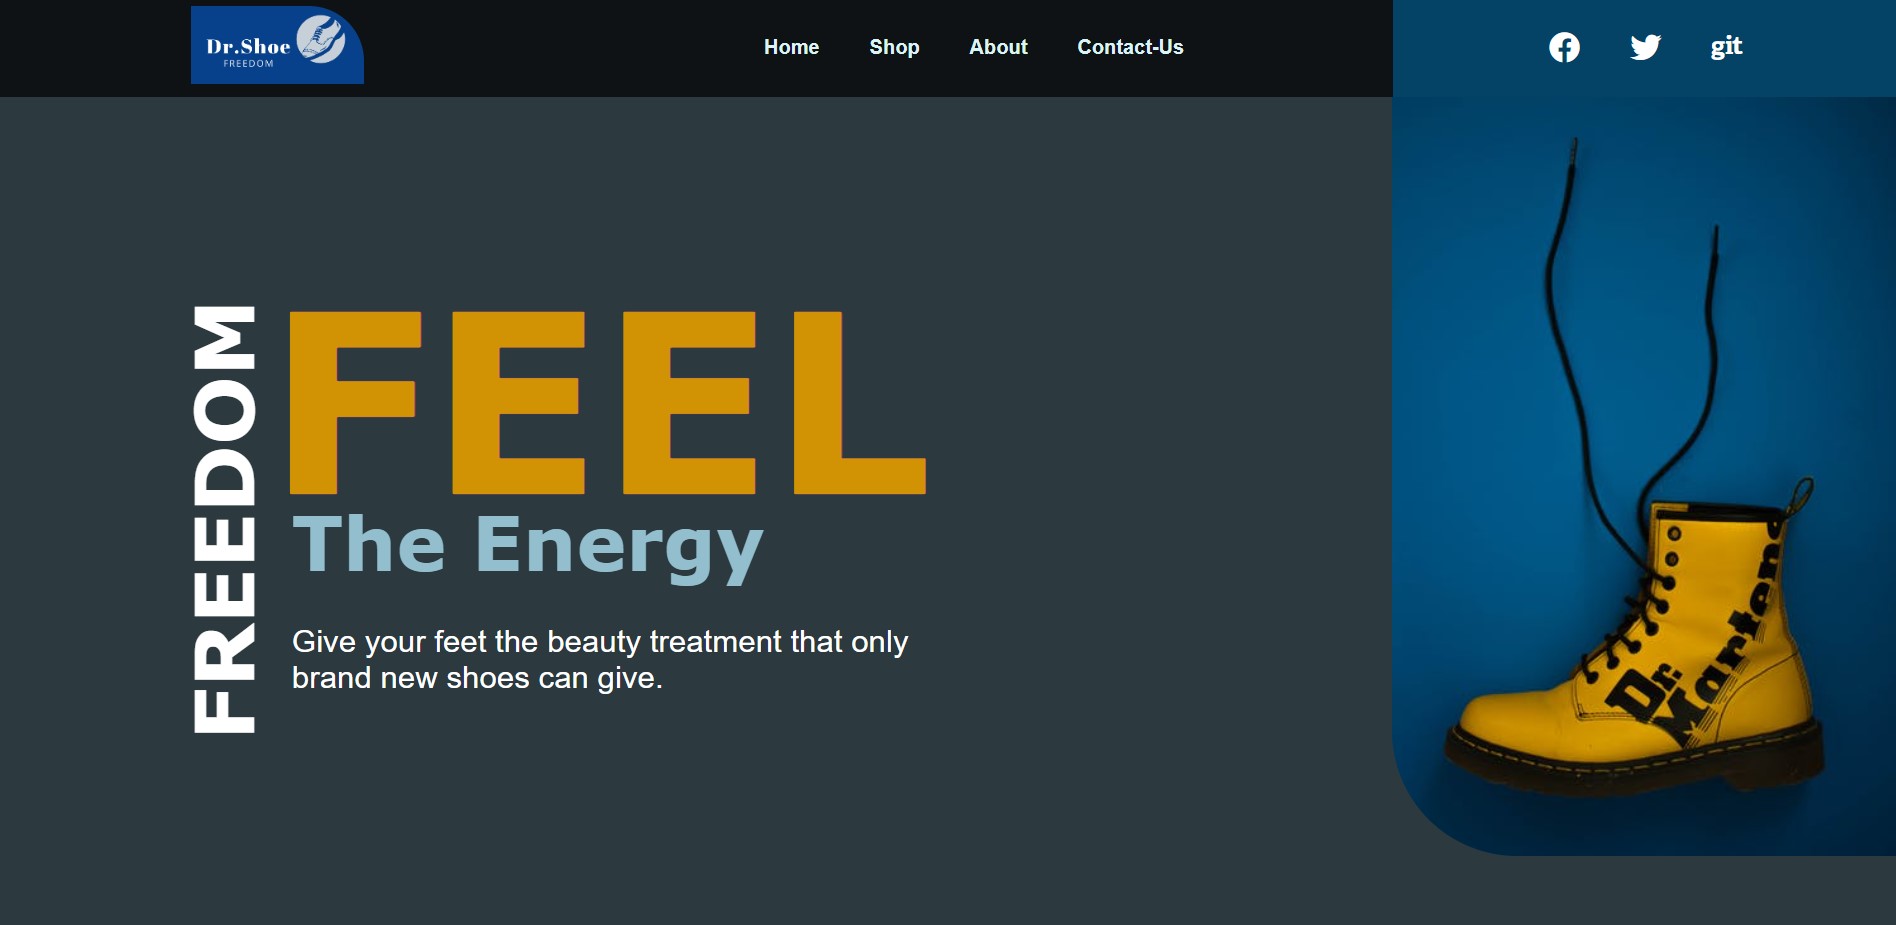 Dr.Shoe
FREEDOM
Home
Shop
About
Contact-Us
git
FREEDOM
FEEL
The Energy
Give your feet the beauty treatment that only
brand new shoes can give.
Dr.
Martens